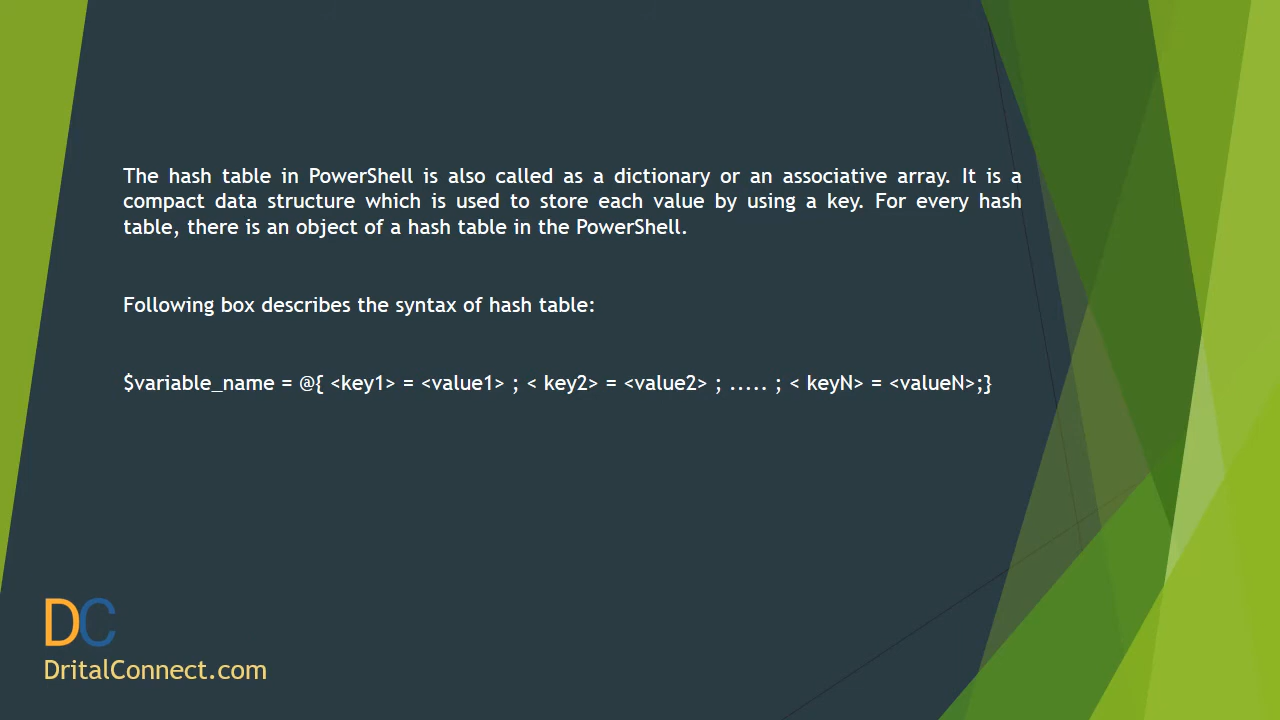 The hash table in PowerShell is also called as a dictionary or an associative array. It is a
compact data structure which is used to store each value by using a key. For every hash
table, there is an object of a hash table in the PowerShell.
Following box describes the syntax of hash table:
$variable_name = @{ <key1> = <value1> ; < key2> = <value2> ; ..... ; < keyN> = <valueN>;}
DC
DritalConnect.com